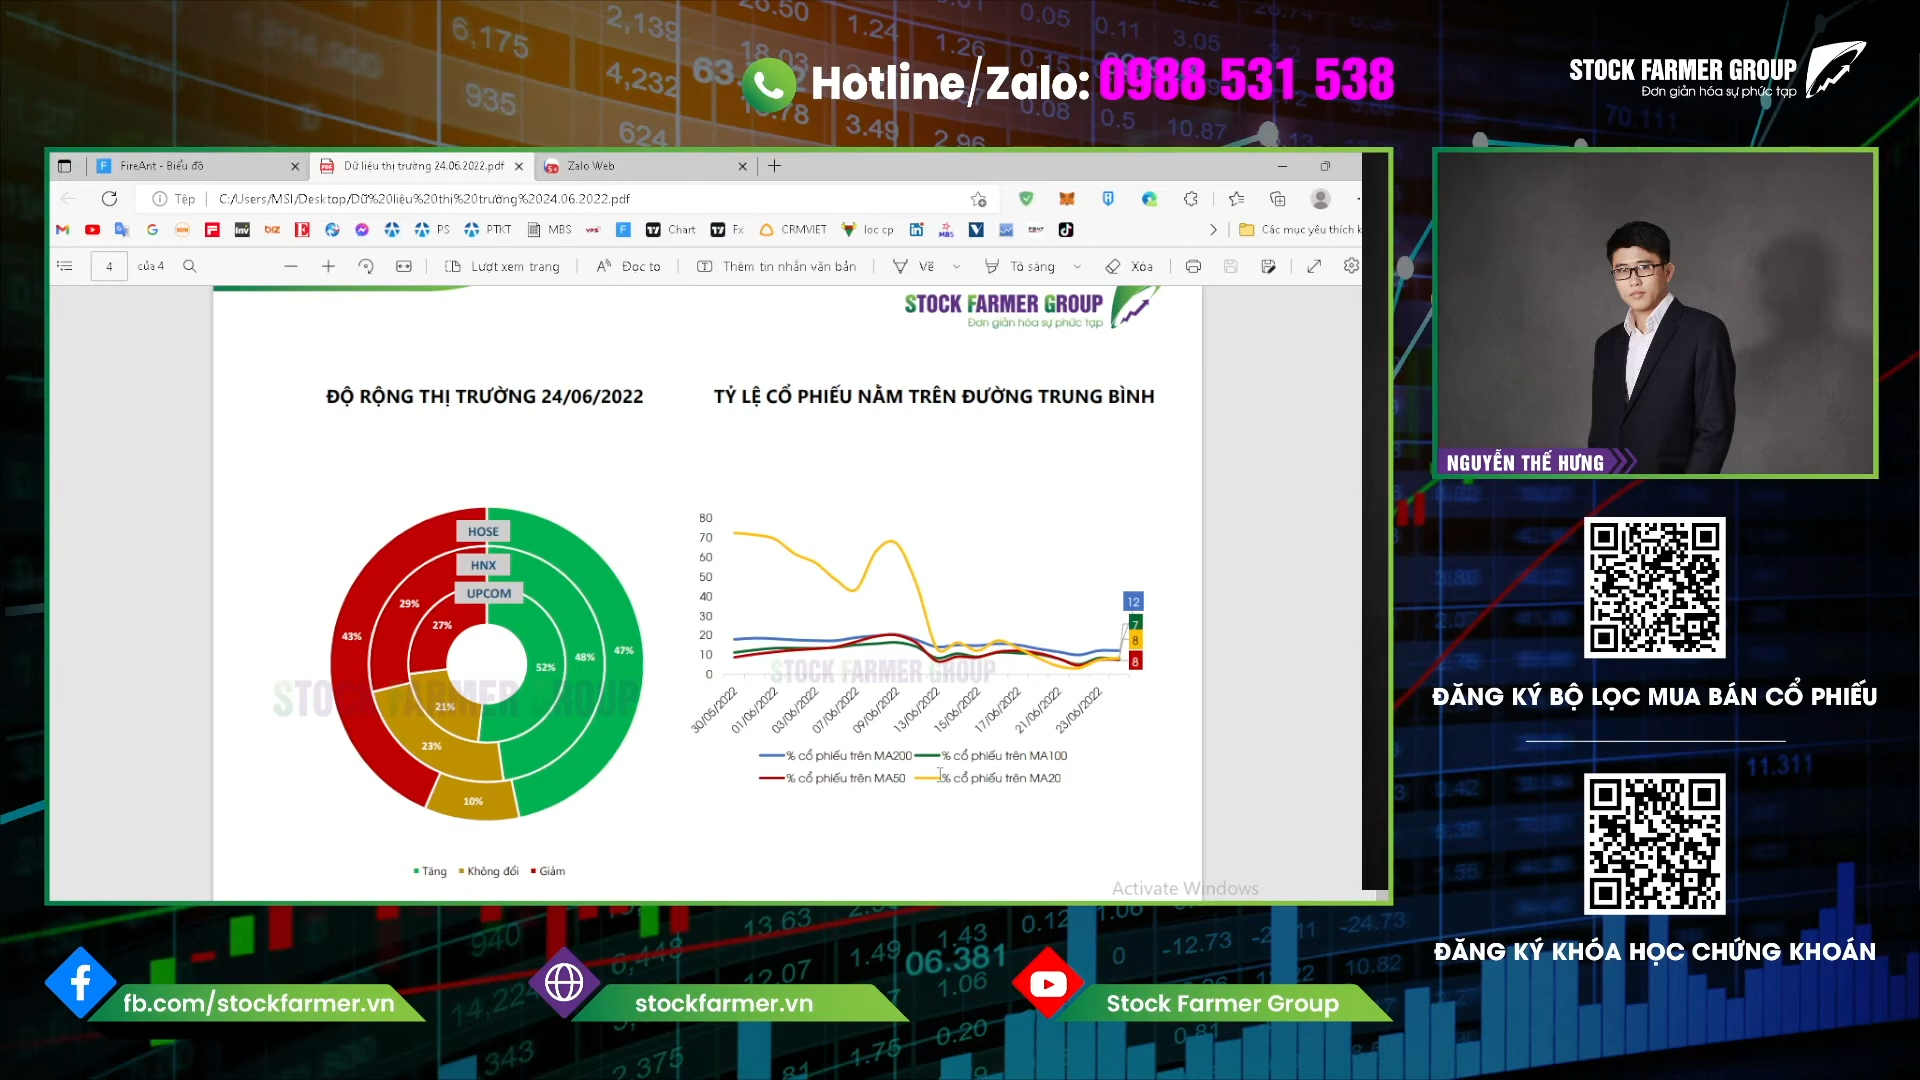 Hotline/Zalo: 0988 531 538
STOCK FARMER GROUP
Đơn giản hóa sự phức tạp
FireAnt - Biểu đồ
Dữ liệu thị trường 24.06.2022.pdf
Zalo Web
Tệp
C:/Users/MSI/Desktop/Dữ%20liệu%20thị%20trường%2024.06.2022.pdf
PS
PTKT
MBS
Chart
Fx
CRMVIET
loc cp
Các mục yêu thích k
4
của 4
Lượt xem trang
Đọc to
Thêm tin nhắn văn bản
Vẽ
Tô sáng
Xóa
STOCK FARMER GROUP
Đơn giản hóa sự phức tạp
ĐỘ RỘNG THỊ TRƯỜNG 24/06/2022
TỶ LỆ CỔ PHIẾU NẰM TRÊN ĐƯỜNG TRUNG BÌNH
HOSE
HNX
UPCOM
29%
27%
43%
52%
48%
47%
21%
23%
10%
STOCK FARMER GROUP
Tăng
Không đổi
Giảm
80
70
60
50
40
30
20
10
0
12
7
8
8
STOCK FARMER GROUP
30/05/2022
01/06/2022
03/06/2022
07/06/2022
09/06/2022
13/06/2022
15/06/2022
17/06/2022
21/06/2022
23/06/2022
% cổ phiếu trên MA200
% cổ phiếu trên MA100
% cổ phiếu trên MA50
% cổ phiếu trên MA20
Activate Windows
NGUYỄN THẾ HƯNG
ĐĂNG KÝ BỘ LỌC MUA BÁN CỔ PHIẾU
ĐĂNG KÝ KHÓA HỌC CHỨNG KHOÁN
fb.com/stockfarmer.vn
stockfarmer.vn
Stock Farmer Group